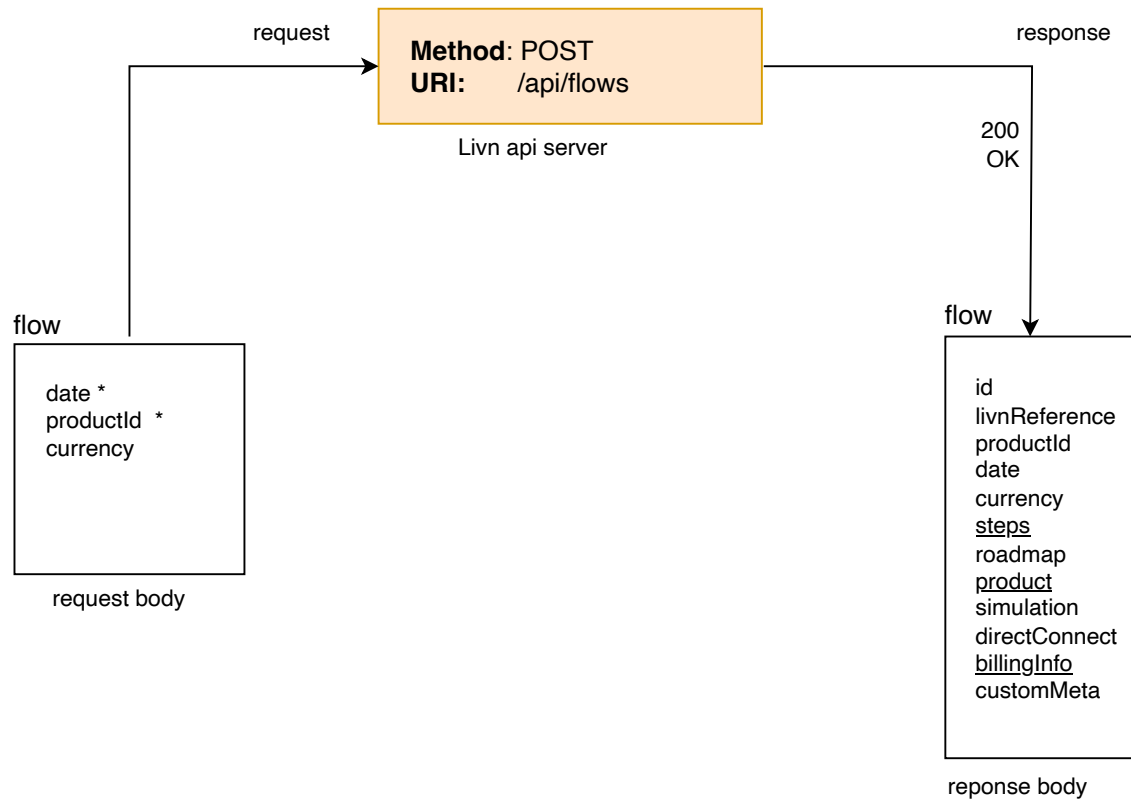 request
Method: POST
URI: /api/flows
Livn api server
response
200
OK
flow
date *
productId *
currency
request body
flow
id
livnReference
productId
date
currency
steps
roadmap
product
simulation
directConnect
billingInfo
customMeta
reponse body